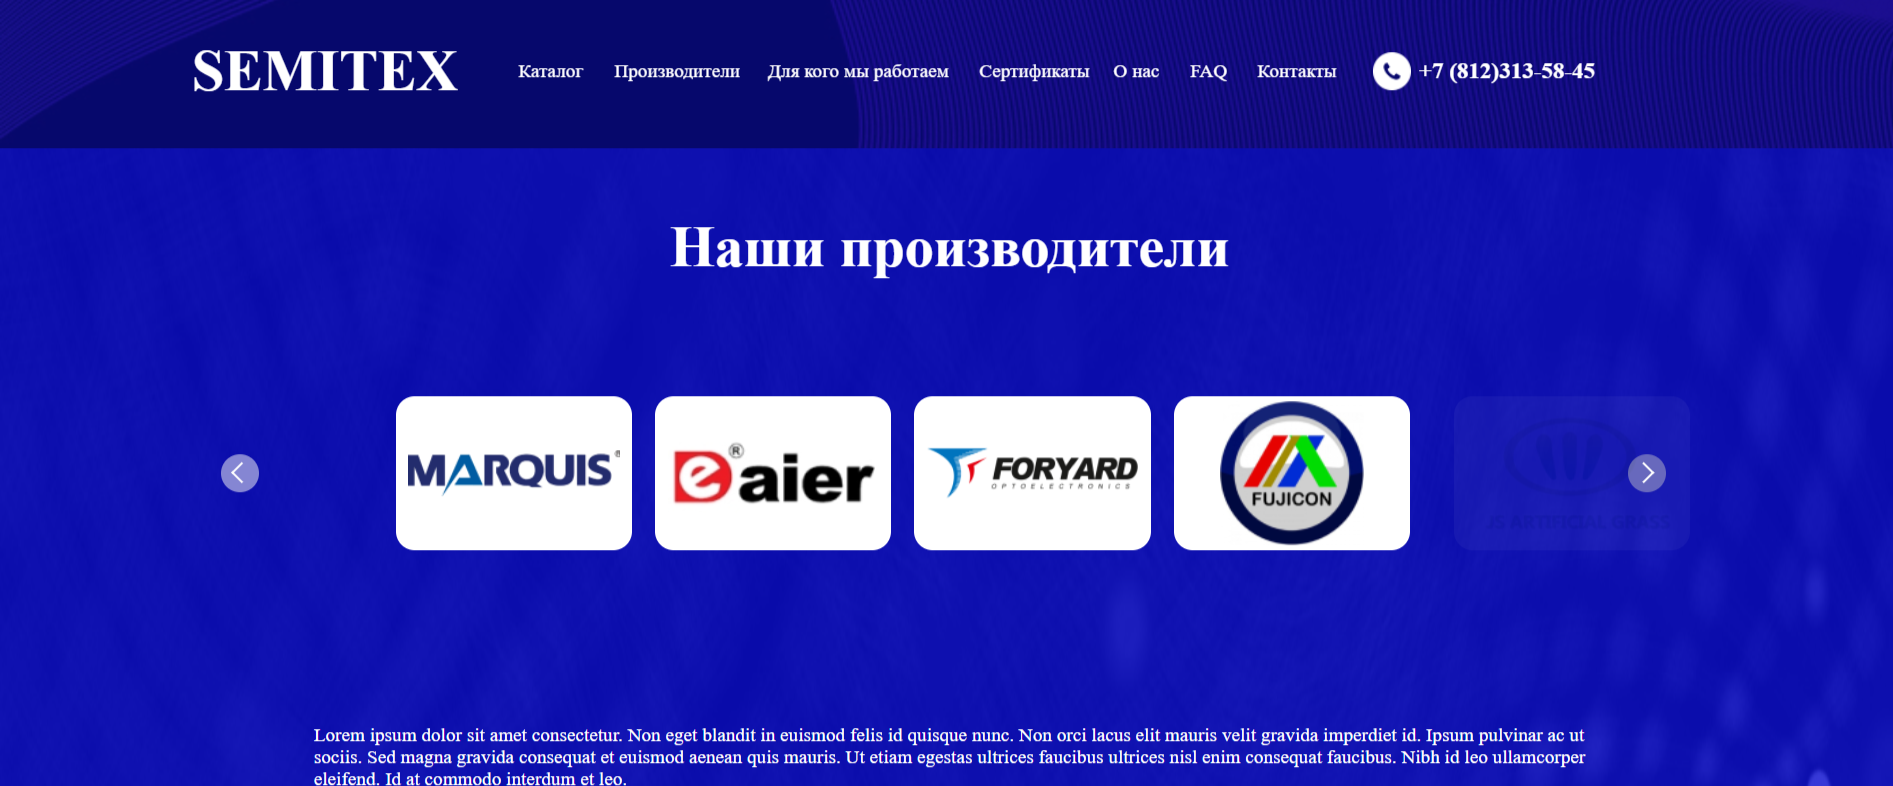 SEMITEX
Каталог Производители Для кого мы работаем Сертификаты О нас FAQ Контакты +7 (812)313-58-45
Наши производители
MARQUIS®
e®aier
FORYARD
OPTOELECTRONICS
FUJICON
JS ARTIFICIAL GRASS
Lorem ipsum dolor sit amet consectetur. Non eget blandit in euismod felis id quisque nunc. Non orci lacus elit mauris velit gravida imperdiet id. Ipsum pulvinar ac ut
sociis. Sed magna gravida consequat et euismod aenean quis mauris. Ut etiam egestas ultrices faucibus ultrices nisl enim consequat faucibus. Nibh id leo ullamcorper
eleifend. Id at commodo interdum et leo.